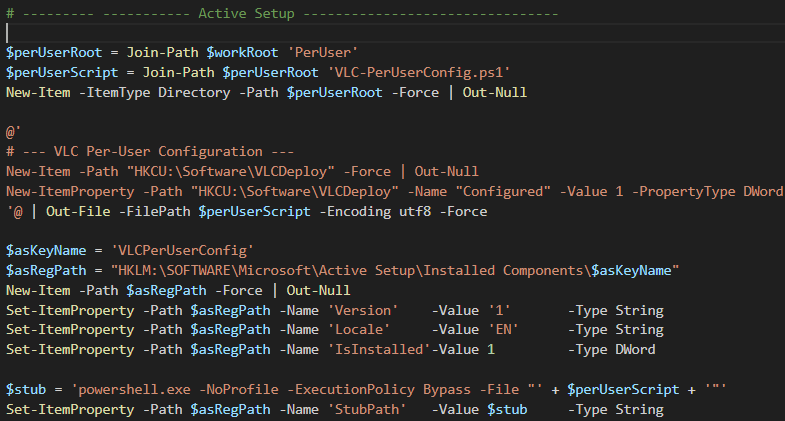 # --------- ----------- Active Setup -------------------------------
$perUserRoot = Join-Path $workRoot 'PerUser'
$perUserScript = Join-Path $perUserRoot 'VLC-PerUserConfig.ps1'
New-Item -ItemType Directory -Path $perUserRoot -Force | Out-Null
@'
# --- VLC Per-User Configuration ---
New-Item -Path "HKCU:\Software\VLCDeploy" -Force | Out-Null
New-ItemProperty -Path "HKCU:\Software\VLCDeploy" -Name "Configured" -Value 1 -PropertyType DWord
'@ | Out-File -FilePath $perUserScript -Encoding utf8 -Force
$asKeyName = 'VLCPerUserConfig'
$asRegPath = "HKLM:\SOFTWARE\Microsoft\Active Setup\Installed Components\$asKeyName"
New-Item -Path $asRegPath -Force | Out-Null
Set-ItemProperty -Path $asRegPath -Name 'Version'    -Value '1'       -Type String
Set-ItemProperty -Path $asRegPath -Name 'Locale'     -Value 'EN'      -Type String
Set-ItemProperty -Path $asRegPath -Name 'IsInstalled'-Value 1         -Type DWord
$stub = 'powershell.exe -NoProfile -ExecutionPolicy Bypass -File "' + $perUserScript + '"'
Set-ItemProperty -Path $asRegPath -Name 'StubPath'   -Value $stub     -Type String